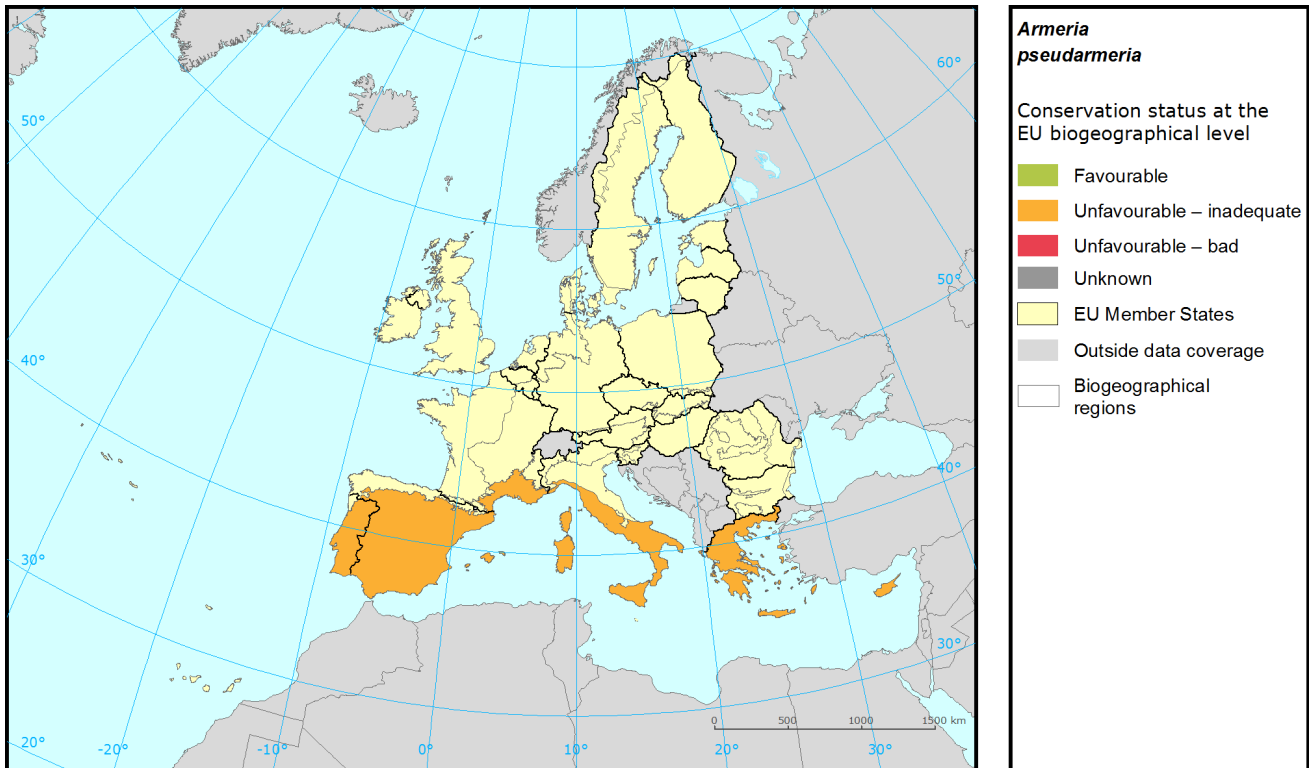 Armeria
pseudarmeria
Conservation status at the
EU biogeographical level
Favourable
Unfavourable – inadequate
Unfavourable – bad
Unknown
EU Member States
Outside data coverage
Biogeographical
regions
60°
50°
50°
40°
40°
30°
30°
20°
-20°
-10°
0°
10°
20°
30°
0
500
1000
1500 km